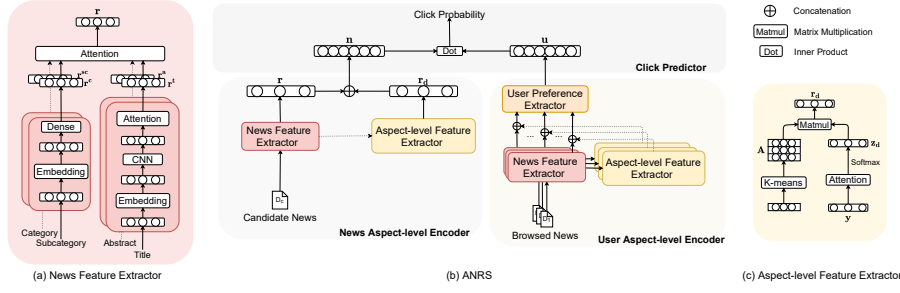 r
Attention
r^sc
r^c
r^a
r^t
Dense
Attention
CNN
Embedding
Embedding
Category
Subcategory
Abstract
Title
(a) News Feature Extractor
Click Probability
n
Dot
u
Click Predictor
r
r_d
News Feature
Extractor
Aspect-level Feature
Extractor
Candidate News
News Aspect-level Encoder
User Preference
Extractor
...
...
News Feature
Extractor
Aspect-level Feature
Extractor
D_1
Browsed News
User Aspect-level Encoder
(b) ANRS
Concatenation
Matmul
Matrix Multiplication
Dot
Inner Product
r_d
Matmul
A
z_d
Softmax
K-means
Attention
y
(c) Aspect-level Feature Extractor